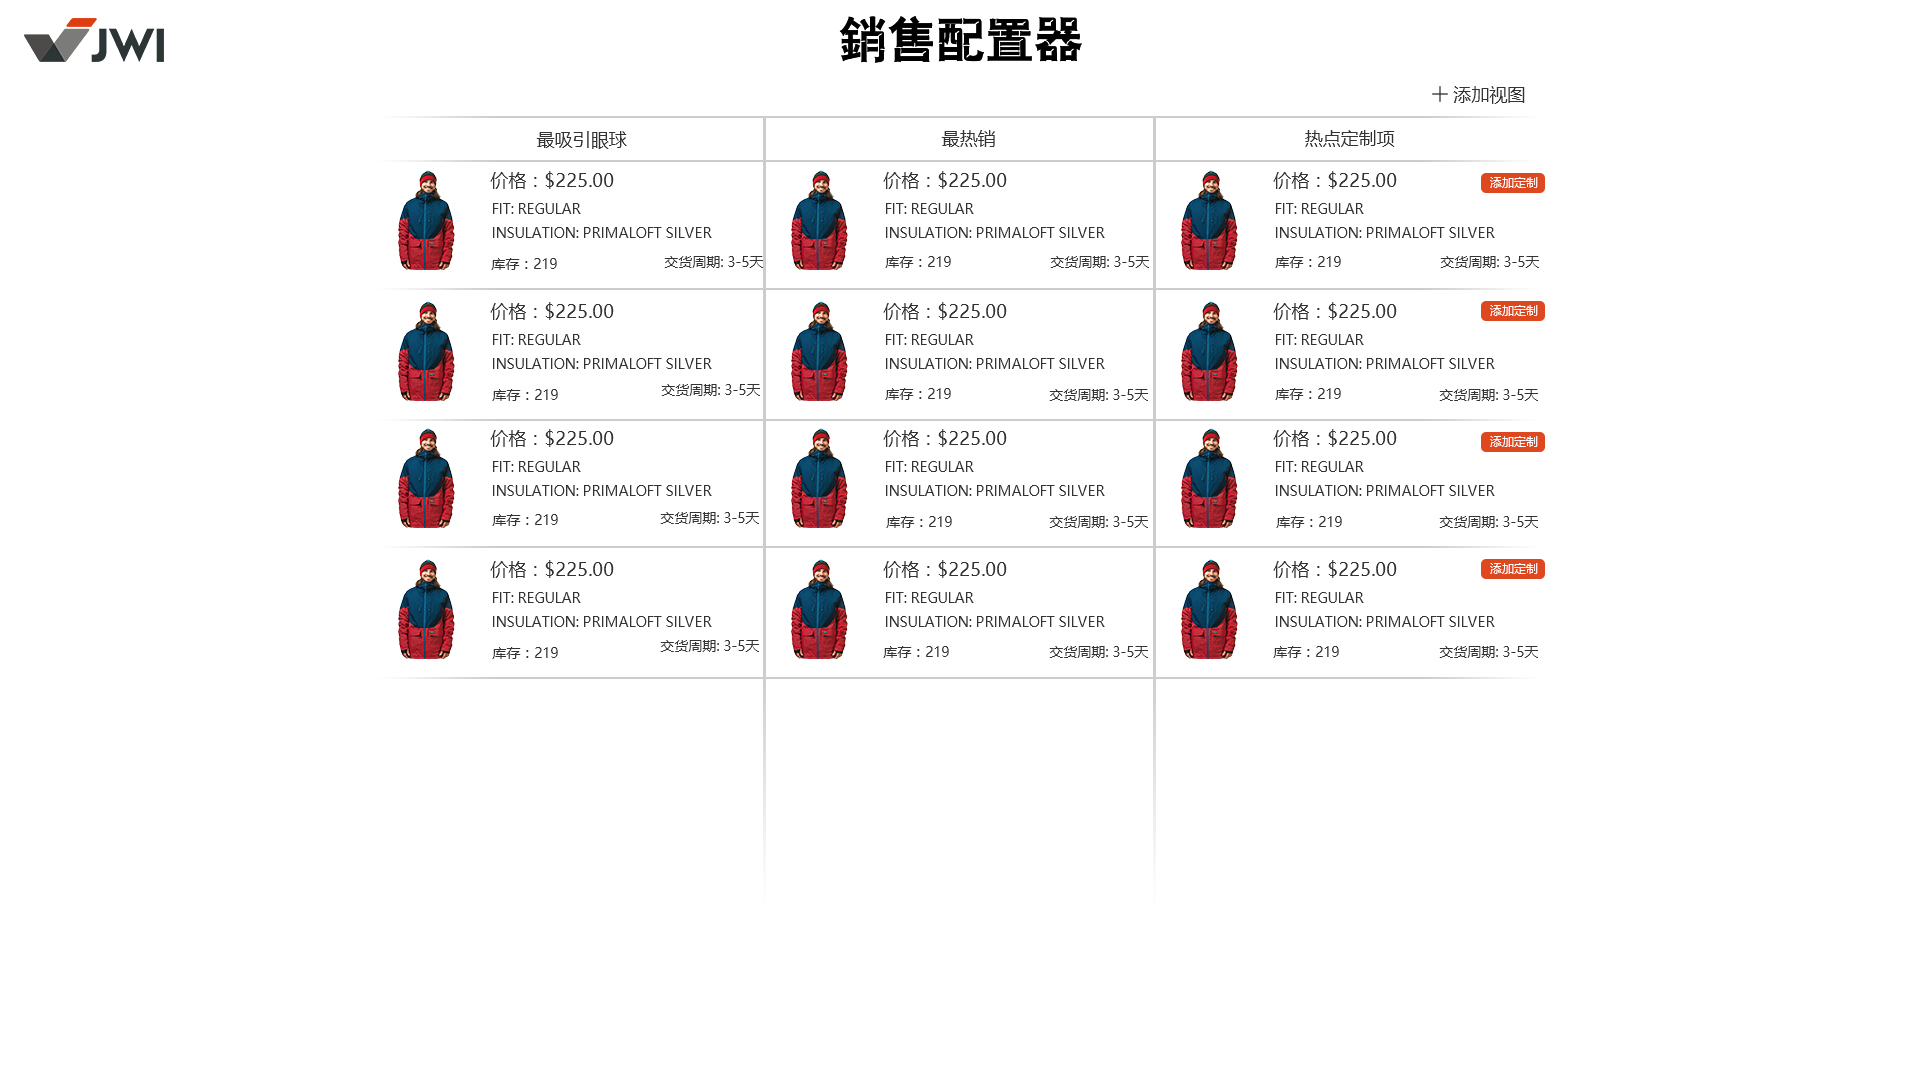 JWI
銷售配置器
添加视图
最吸引眼球
最热销
热点定制项
价格：$225.00
FIT: REGULAR
INSULATION: PRIMALOFT SILVER
库存：219
交货周期: 3-5天
价格：$225.00
FIT: REGULAR
INSULATION: PRIMALOFT SILVER
库存：219
交货周期: 3-5天
价格：$225.00
添加定制
FIT: REGULAR
INSULATION: PRIMALOFT SILVER
库存：219
交货周期: 3-5天
价格：$225.00
FIT: REGULAR
INSULATION: PRIMALOFT SILVER
库存：219
交货周期: 3-5天
价格：$225.00
FIT: REGULAR
INSULATION: PRIMALOFT SILVER
库存：219
交货周期: 3-5天
价格：$225.00
添加定制
FIT: REGULAR
INSULATION: PRIMALOFT SILVER
库存：219
交货周期: 3-5天
价格：$225.00
FIT: REGULAR
INSULATION: PRIMALOFT SILVER
库存：219
交货周期: 3-5天
价格：$225.00
FIT: REGULAR
INSULATION: PRIMALOFT SILVER
库存：219
交货周期: 3-5天
价格：$225.00
添加定制
FIT: REGULAR
INSULATION: PRIMALOFT SILVER
库存：219
交货周期: 3-5天
价格：$225.00
FIT: REGULAR
INSULATION: PRIMALOFT SILVER
库存：219
交货周期: 3-5天
价格：$225.00
FIT: REGULAR
INSULATION: PRIMALOFT SILVER
库存：219
交货周期: 3-5天
价格：$225.00
添加定制
FIT: REGULAR
INSULATION: PRIMALOFT SILVER
库存：219
交货周期: 3-5天